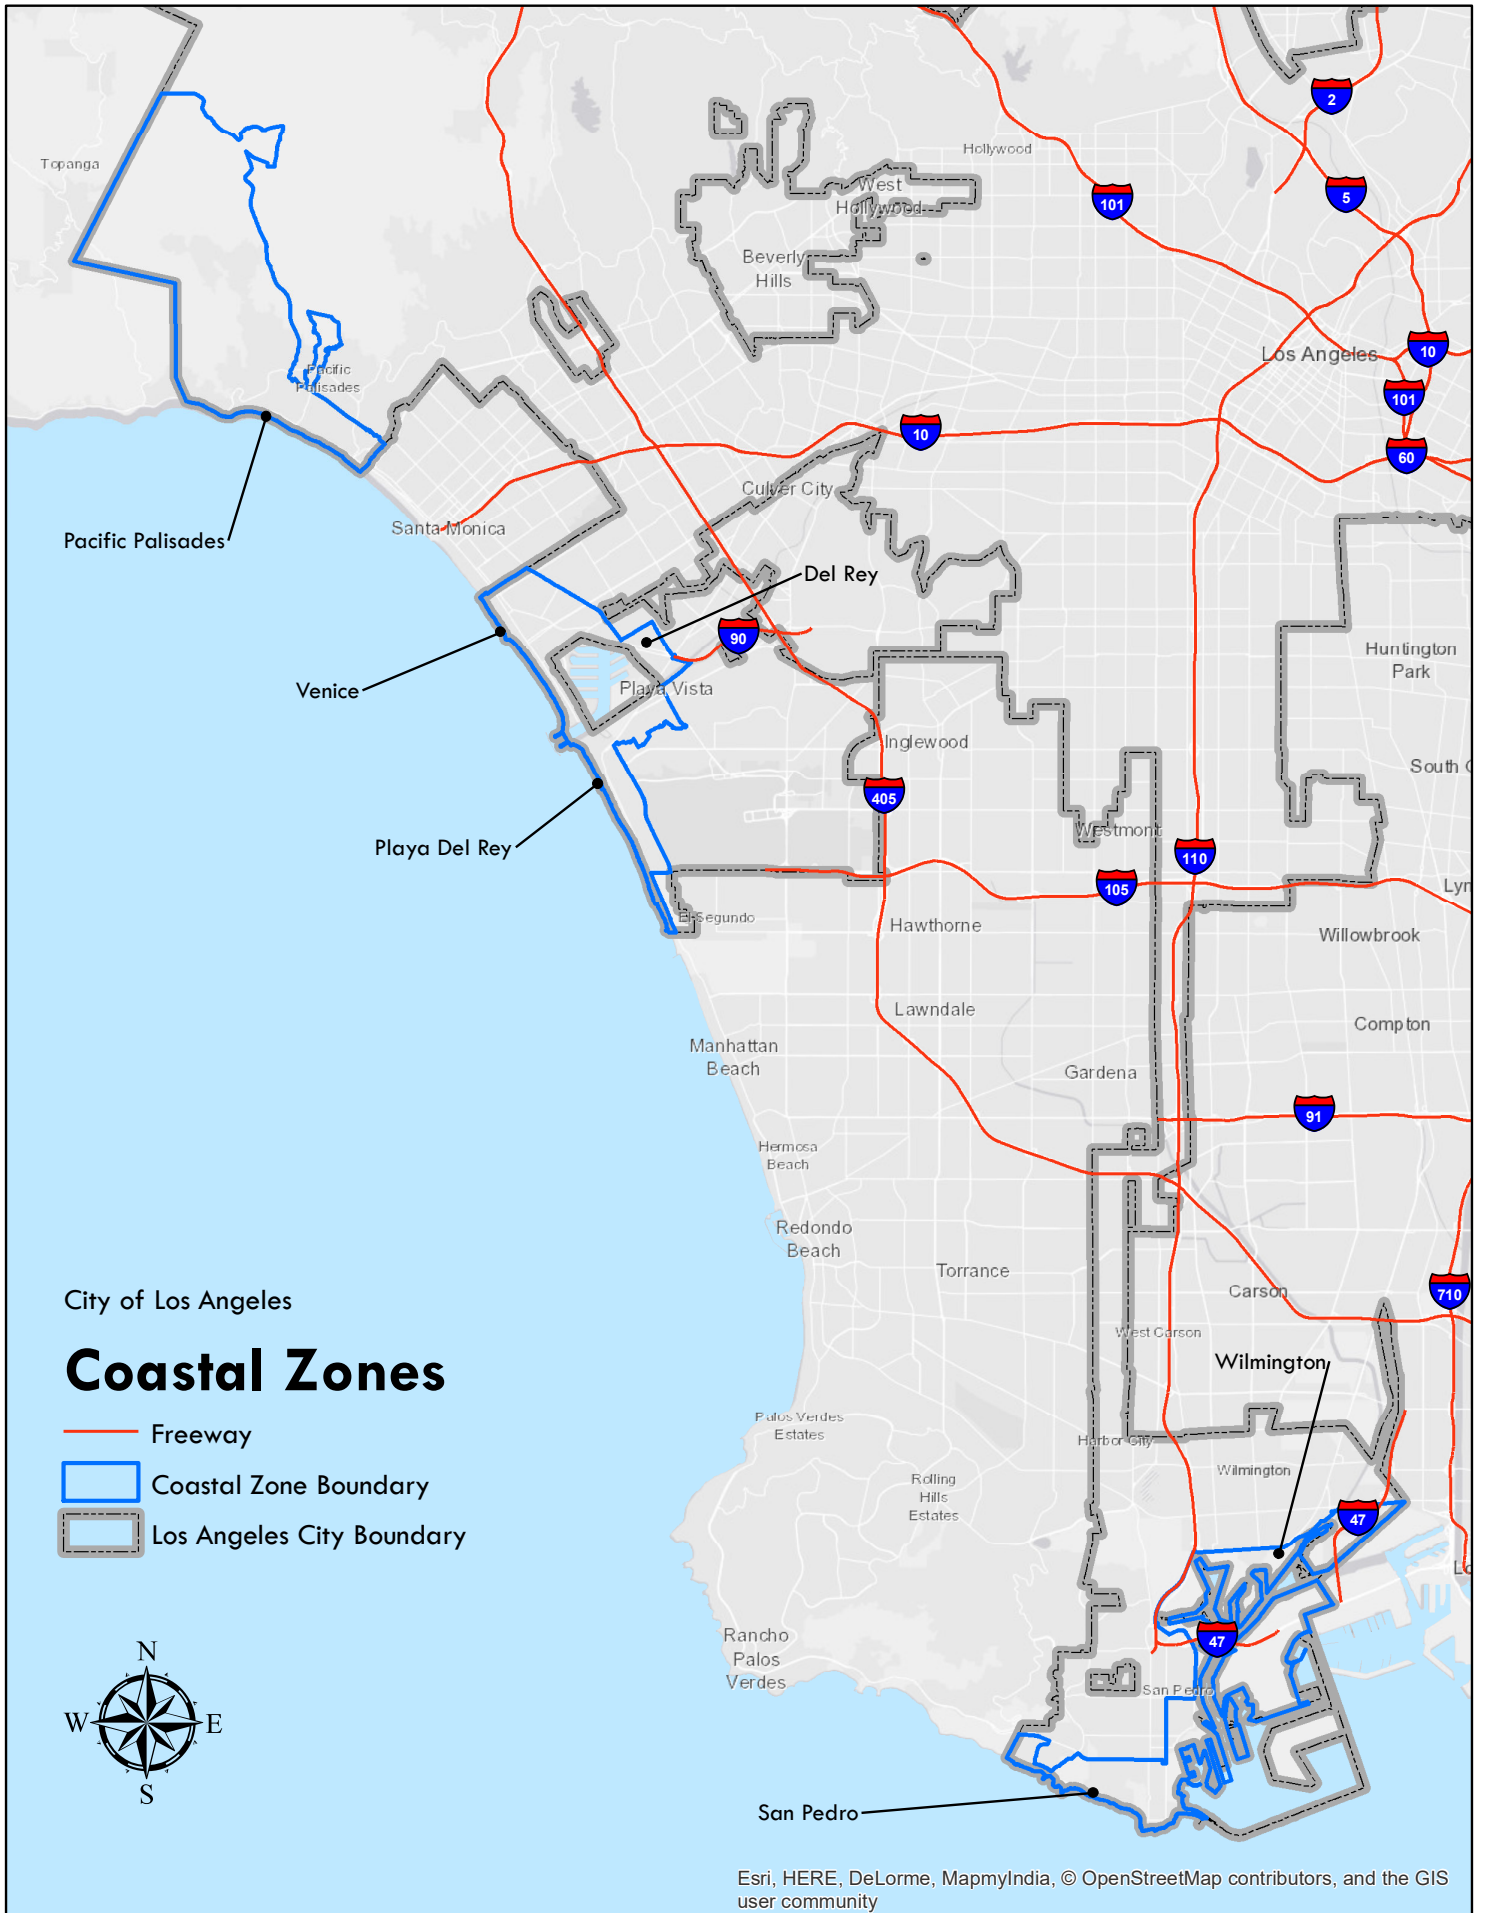 2
Topanga
Hollywood
5
West
Hollywood
101
Beverly
Hills
10
Los Angeles
Pacific
Palisades
101
10
60
Culver City
Santa Monica
Pacific Palisades
Del Rey
90
Huntington
Park
Venice
Playa Vista
Inglewood
South G
405
Westmont
Playa Del Rey
110
105
Lyn
El Segundo
Hawthorne
Willowbrook
Lawndale
Compton
Manhattan
Beach
Gardena
91
Hermosa
Beach
Redondo
Beach
Torrance
Carson
710
City of Los Angeles
West Carson
Wilmington
Coastal Zones
Palos Verdes
Estates
Freeway
Harbor City
Wilmington
Rolling
Hills
Estates
Coastal Zone Boundary
47
Los Angeles City Boundary
Lo
Rancho
Palos
Verdes
47
San Pedro
N
W
E
S
San Pedro
Esri, HERE, DeLorme, MapmyIndia, © OpenStreetMap contributors, and the GIS
user community